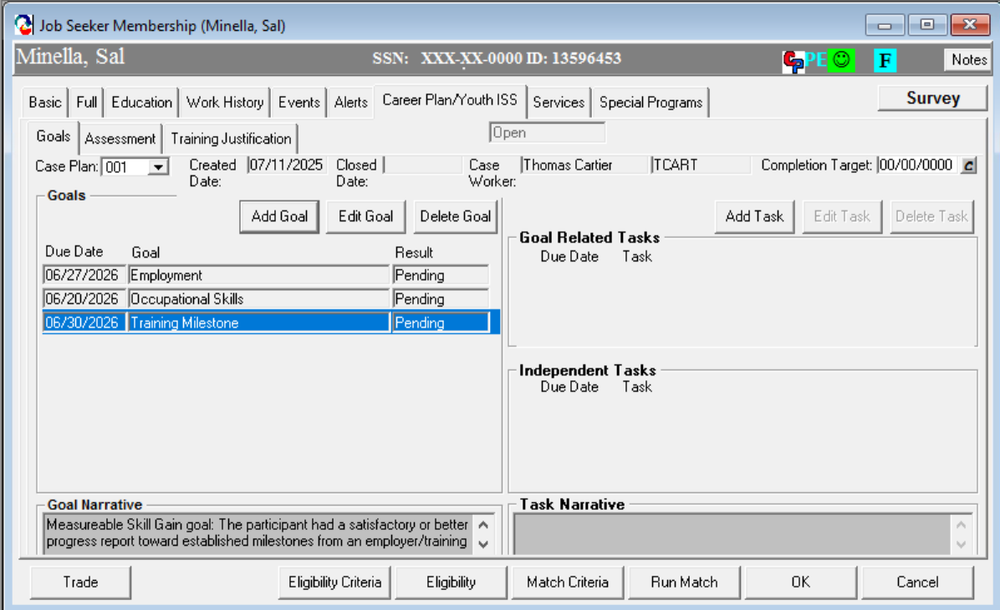 Job Seeker Membership (Minella, Sal)
Minella, Sal SSN: XXX-XX-0000 ID: 13596453 CP PE F Notes
Basic Full Education Work History Events Alerts Career Plan/Youth ISS Services Special Programs Survey
Goals Assessment Training Justification Open
Case Plan: 001 Created Date: 07/11/2025 Closed Date: Case Worker: Thomas Cartier TCART Completion Target: 00/00/0000 C
Goals
Add Goal Edit Goal Delete Goal
Due Date Goal Result
06/27/2026 Employment Pending
06/20/2026 Occupational Skills Pending
06/30/2026 Training Milestone Pending
Add Task Edit Task Delete Task
Goal Related Tasks
Due Date Task
Independent Tasks
Due Date Task
Goal Narrative
Measureable Skill Gain goal: The participant had a satisfactory or better
progress report toward established milestones from an employer/training
Task Narrative
Trade Eligibility Criteria Eligibility Match Criteria Run Match OK Cancel